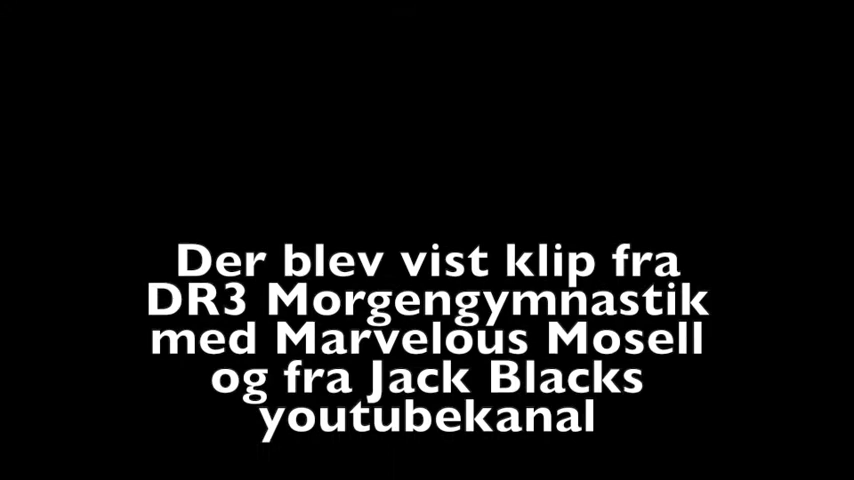 Der blev vist klip fra
DR3 Morgengymnastik
med Marvelous Mosell
og fra Jack Blacks
youtubekanal